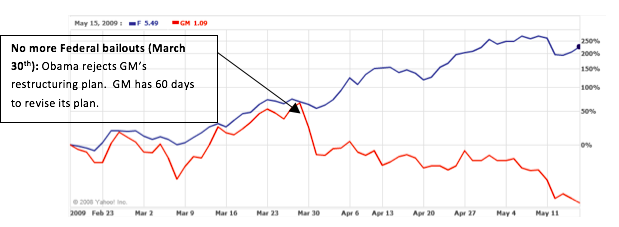 May 15, 2009 : F 5.49 GM 1.09
No more Federal bailouts (March
30th): Obama rejects GM's
restructuring plan. GM has 60 days
to revise its plan.
250%
200%
150%
100%
50%
0%
© 2008 Yahoo! Inc.
2009 Feb 23 Mar 2 Mar 9 Mar 16 Mar 23 Mar 30 Apr 6 Apr 13 Apr 20 Apr 27 May 4 May 11